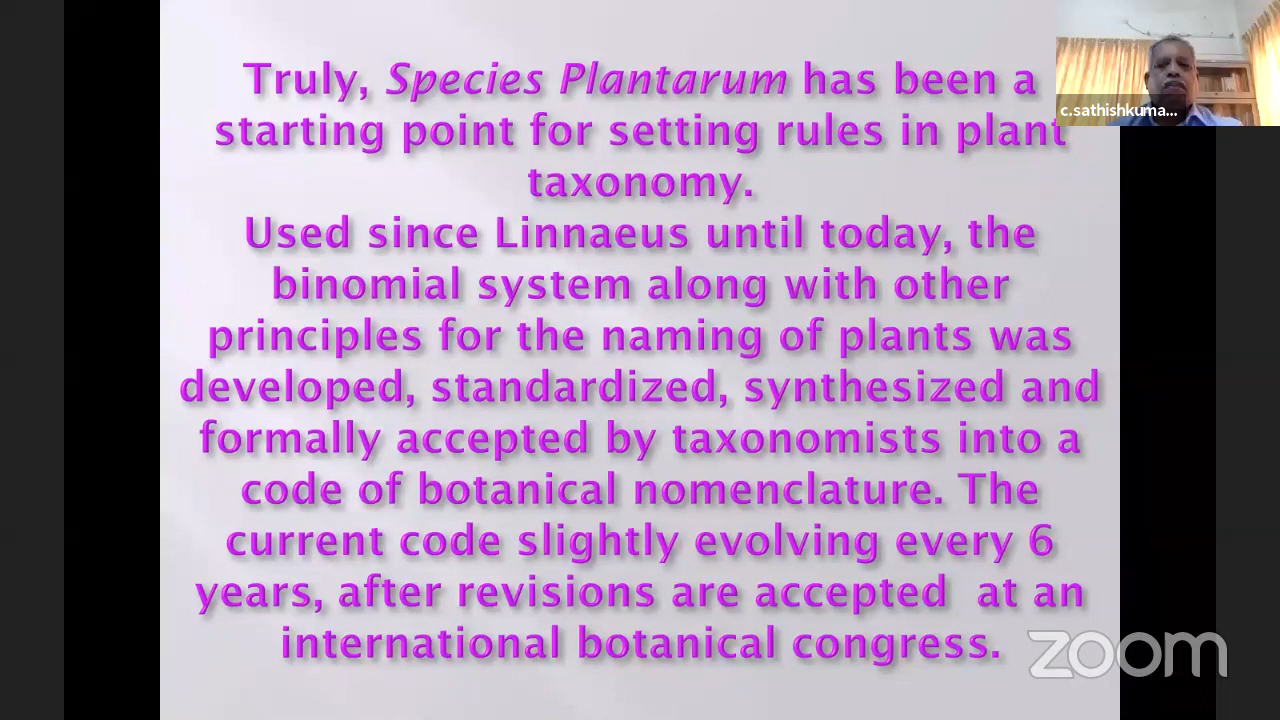 Truly, Species Plantarum has been a
starting point for setting rules in plant
taxonomy.
Used since Linnaeus until today, the
binomial system along with other
principles for the naming of plants was
developed, standardized, synthesized and
formally accepted by taxonomists into a
code of botanical nomenclature. The
current code slightly evolving every 6
years, after revisions are accepted  at an
international botanical congress.
c.sathishkuma...
zoom